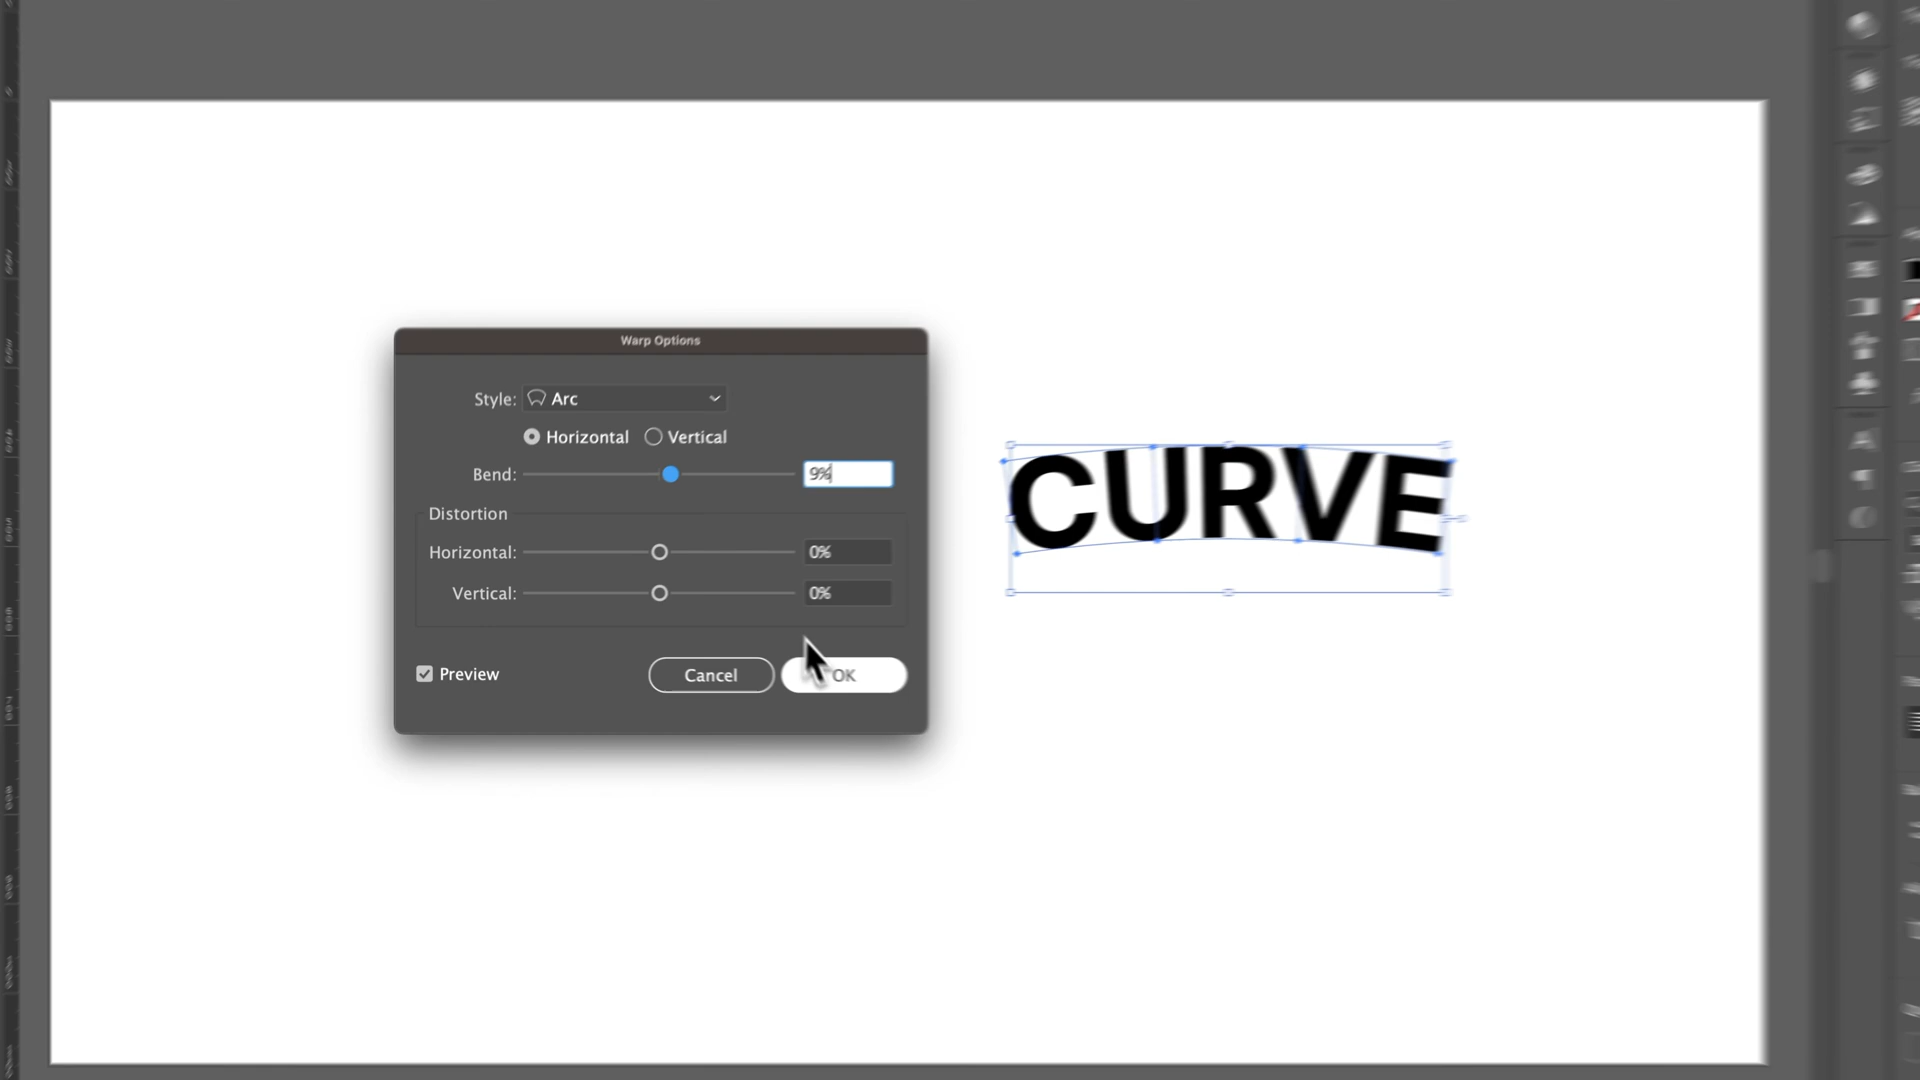 Warp Options
Style: Arc
Horizontal Vertical
Bend: 9%
Distortion
Horizontal: 0%
Vertical: 0%
Preview Cancel OK
CURVE